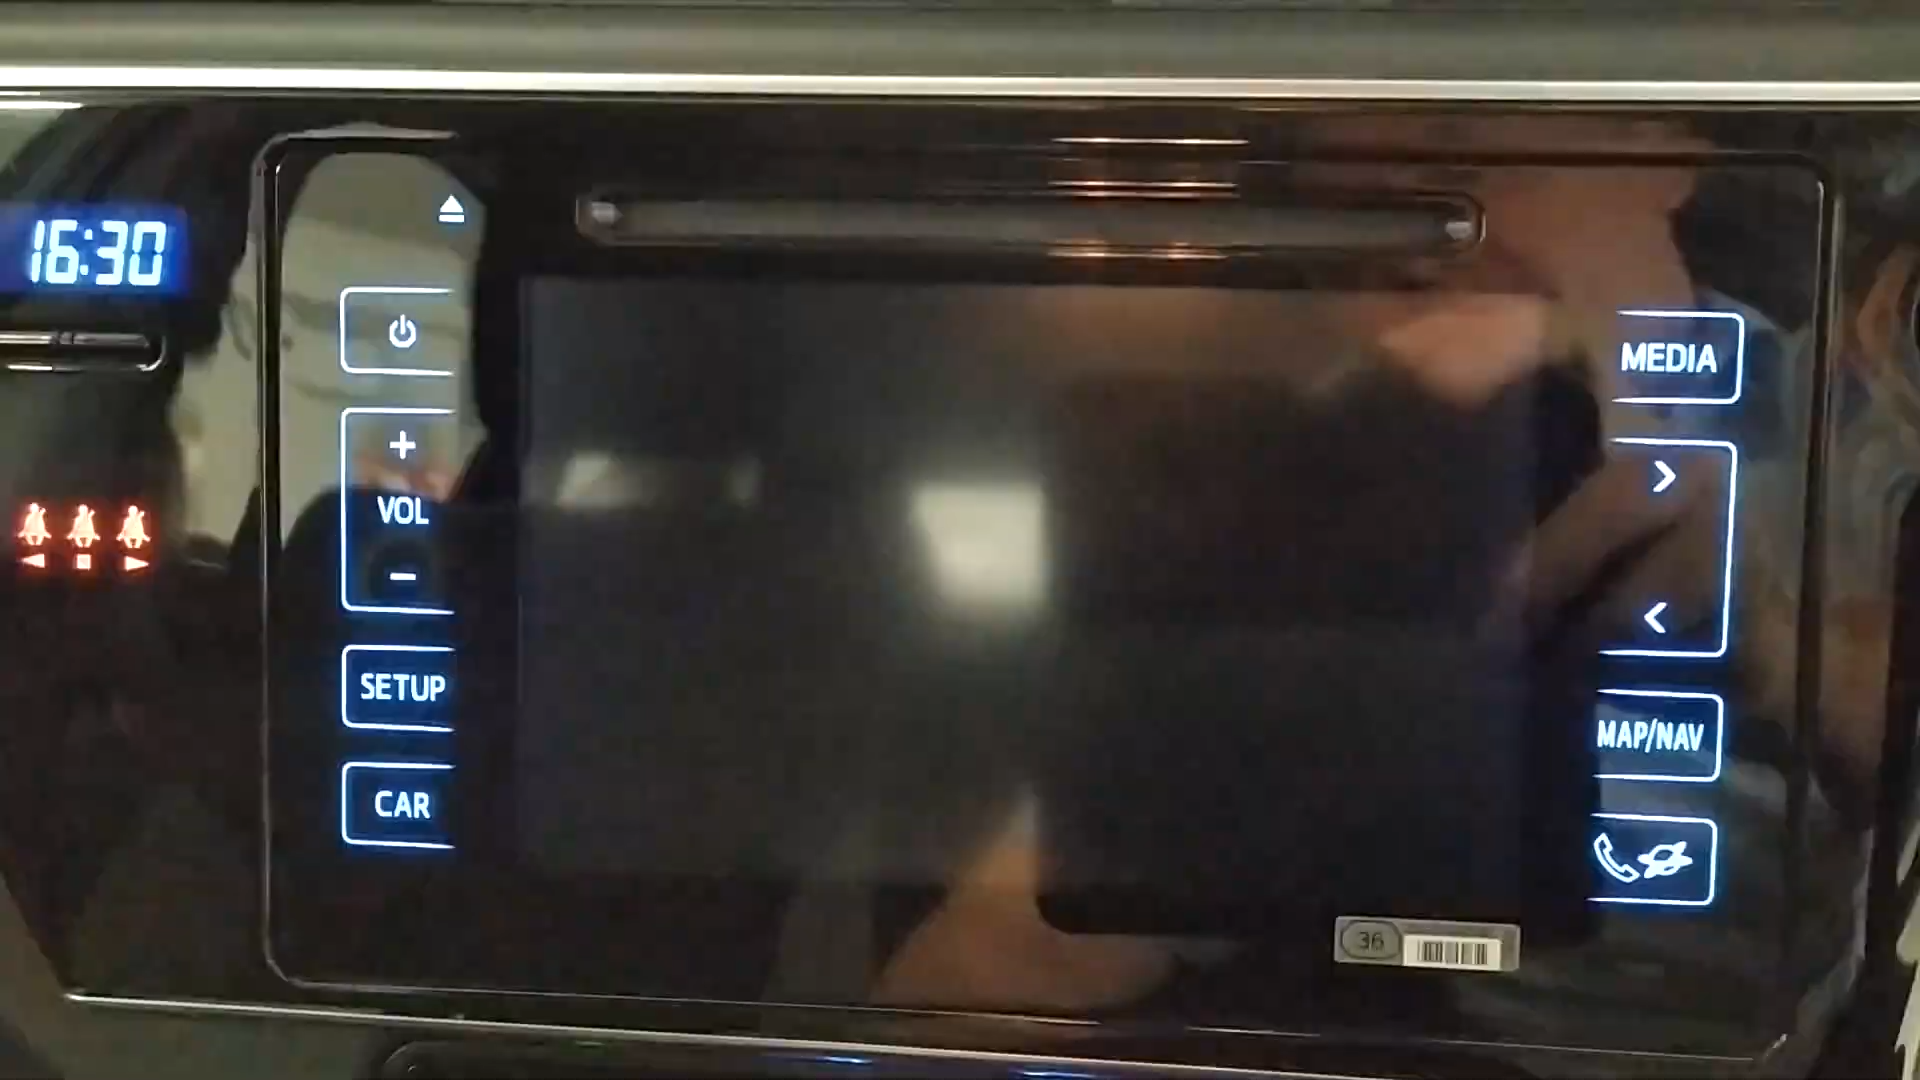 16:30
+
VOL
−
SETUP
CAR
MEDIA
>
<
MAP/NAV
36